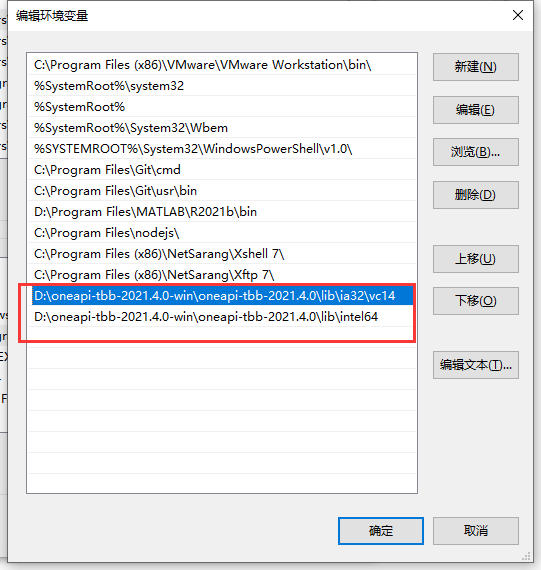 编辑环境变量
C:\Program Files (x86)\VMware\VMware Workstation\bin\
%SystemRoot%\system32
%SystemRoot%
%SystemRoot%\System32\Wbem
%SYSTEMROOT%\System32\WindowsPowerShell\v1.0\
C:\Program Files\Git\cmd
C:\Program Files\Git\usr\bin
D:\Program Files\MATLAB\R2021b\bin
C:\Program Files\nodejs\
C:\Program Files (x86)\NetSarang\Xshell 7\
C:\Program Files (x86)\NetSarang\Xftp 7\
D:\oneapi-tbb-2021.4.0-win\oneapi-tbb-2021.4.0\lib\ia32\vc14
D:\oneapi-tbb-2021.4.0-win\oneapi-tbb-2021.4.0\lib\intel64
新建(N)
编辑(E)
浏览(B)...
删除(D)
上移(U)
下移(O)
编辑文本(T)...
确定
取消